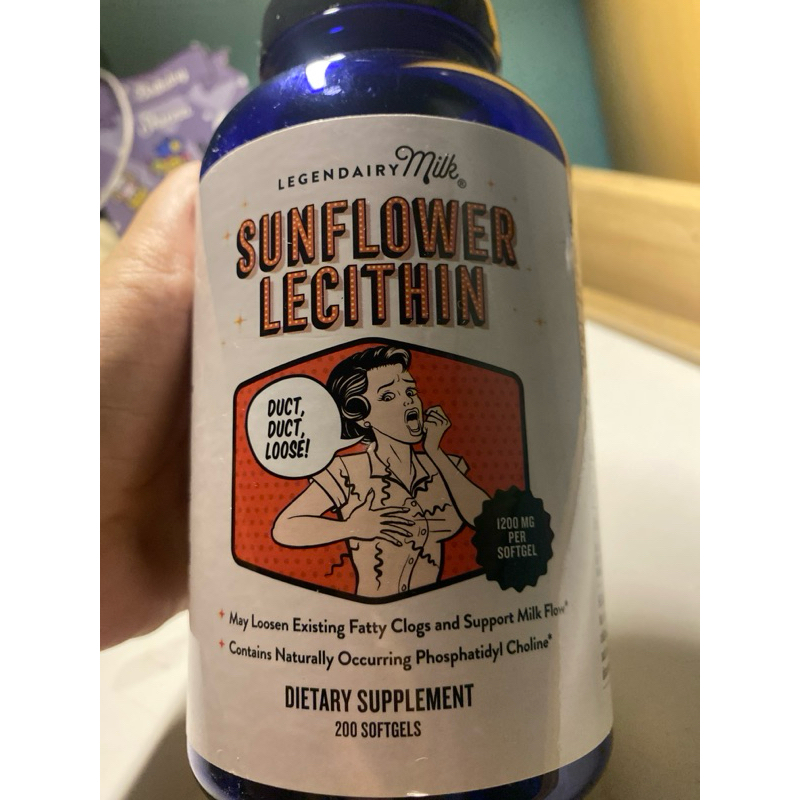 LEGENDAIRY Milk®
SUNFLOWER
LECITHIN
DUCT,
DUCT,
LOOSE!
1200 MG
PER
SOFTGEL
+ May Loosen Existing Fatty Clogs and Support Milk Flow*
+ Contains Naturally Occurring Phosphatidyl Choline*
DIETARY SUPPLEMENT
200 SOFTGELS